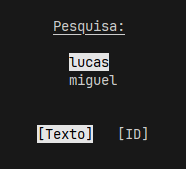 Pesquisa:
lucas
miguel
[Texto] [ID]